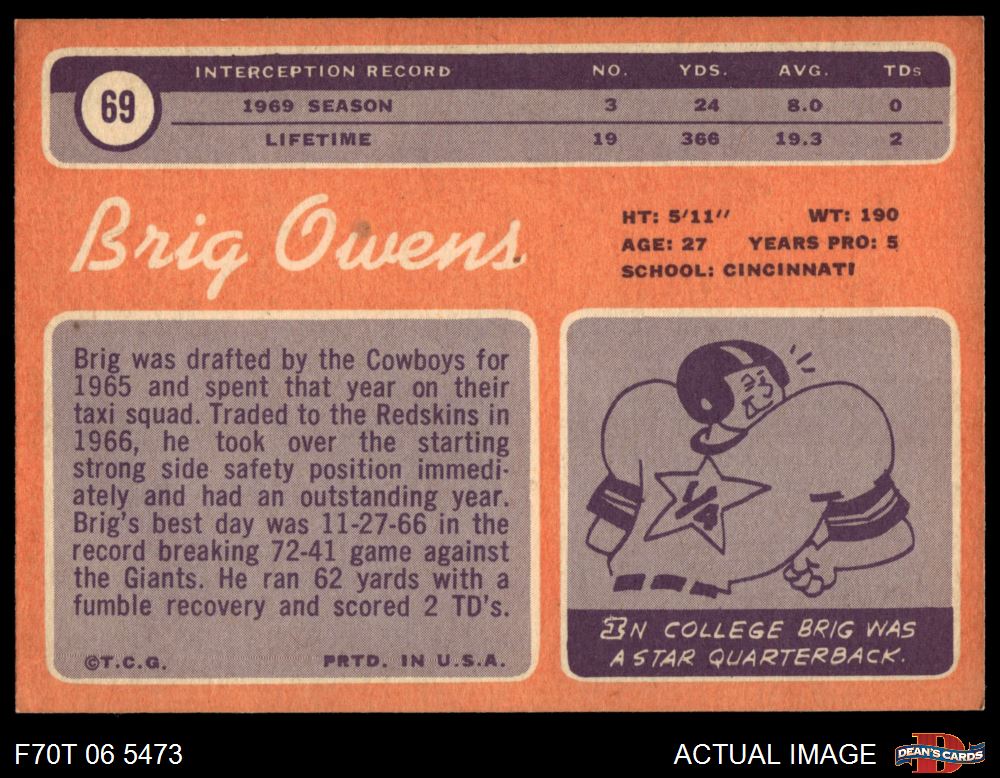 69
INTERCEPTION RECORD NO. YDS. AVG. TDs
1969 SEASON 3 24 8.0 0
LIFETIME 19 366 19.3 2
Brig Owens
HT: 5'11'' WT: 190
AGE: 27 YEARS PRO: 5
SCHOOL: CINCINNATI
Brig was drafted by the Cowboys for
1965 and spent that year on their
taxi squad. Traded to the Redskins in
1966, he took over the starting
strong side safety position immedi-
ately and had an outstanding year.
Brig's best day was 11-27-66 in the
record breaking 72-41 game against
the Giants. He ran 62 yards with a
fumble recovery and scored 2 TD's.
©T.C.G. PRTD. IN U.S.A.
1/4
IN COLLEGE BRIG WAS
A STAR QUARTERBACK.
F70T 06 5473
ACTUAL IMAGE
D
DEAN'S CARDS